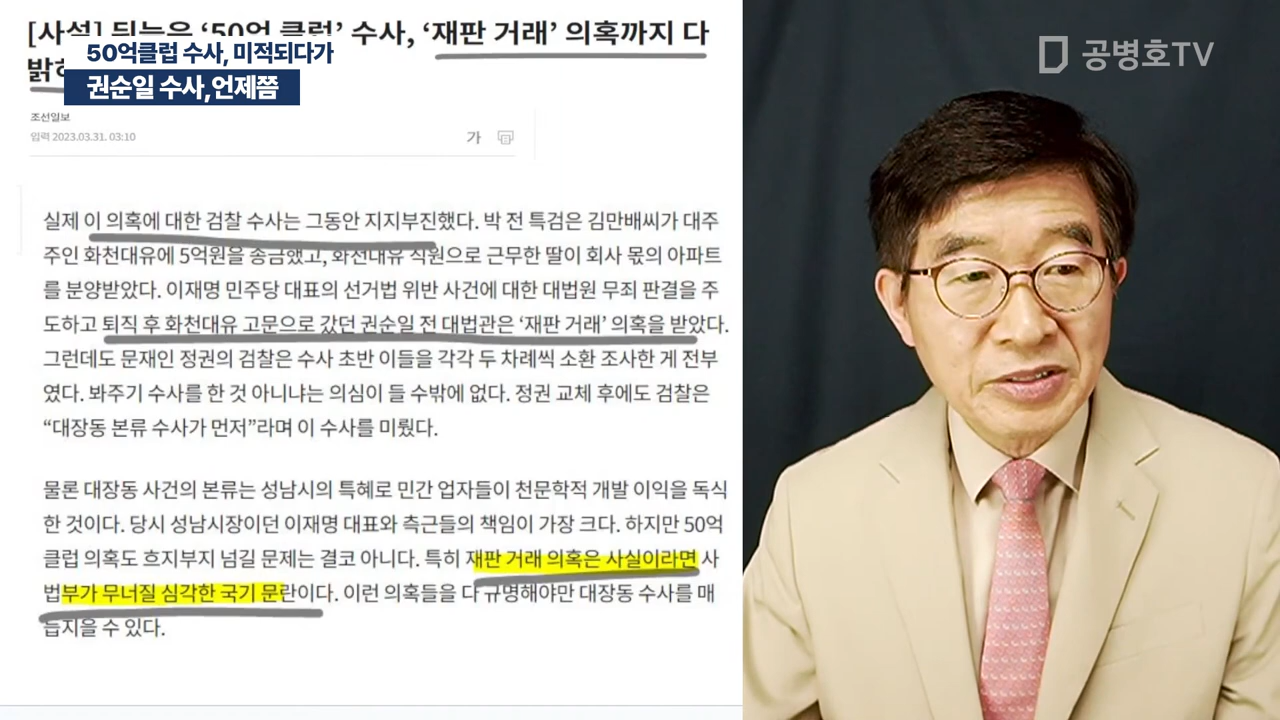 [사설] 뒤늦은 ‘50억 클럽’ 수사, ‘재판 거래’ 의혹까지 다
밝혀
50억클럽 수사, 미적되다가
권순일 수사,언제쯤
공병호TV
조선일보
입력 2023.03.31. 03:10
가
실제 이 의혹에 대한 검찰 수사는 그동안 지지부진했다. 박 전 특검은 김만배씨가 대주
주인 화천대유에 5억원을 송금했고, 화천대유 직원으로 근무한 딸이 회사 몫의 아파트
를 분양받았다. 이재명 민주당 대표의 선거법 위반 사건에 대한 대법원 무죄 판결을 주
도하고 퇴직 후 화천대유 고문으로 갔던 권순일 전 대법관은 ‘재판 거래’ 의혹을 받았다.
그런데도 문재인 정권의 검찰은 수사 초반 이들을 각각 두 차례씩 소환 조사한 게 전부
였다. 봐주기 수사를 한 것 아니냐는 의심이 들 수밖에 없다. 정권 교체 후에도 검찰은
“대장동 본류 수사가 먼저”라며 이 수사를 미뤘다.
물론 대장동 사건의 본류는 성남시의 특혜로 민간 업자들이 천문학적 개발 이익을 독식
한 것이다. 당시 성남시장이던 이재명 대표와 측근들의 책임이 가장 크다. 하지만 50억
클럽 의혹도 흐지부지 넘길 문제는 결코 아니다. 특히 재판 거래 의혹은 사실이라면 사
법부가 무너질 심각한 국기 문란이다. 이런 의혹들을 다 규명해야만 대장동 수사를 매
듭지을 수 있다.